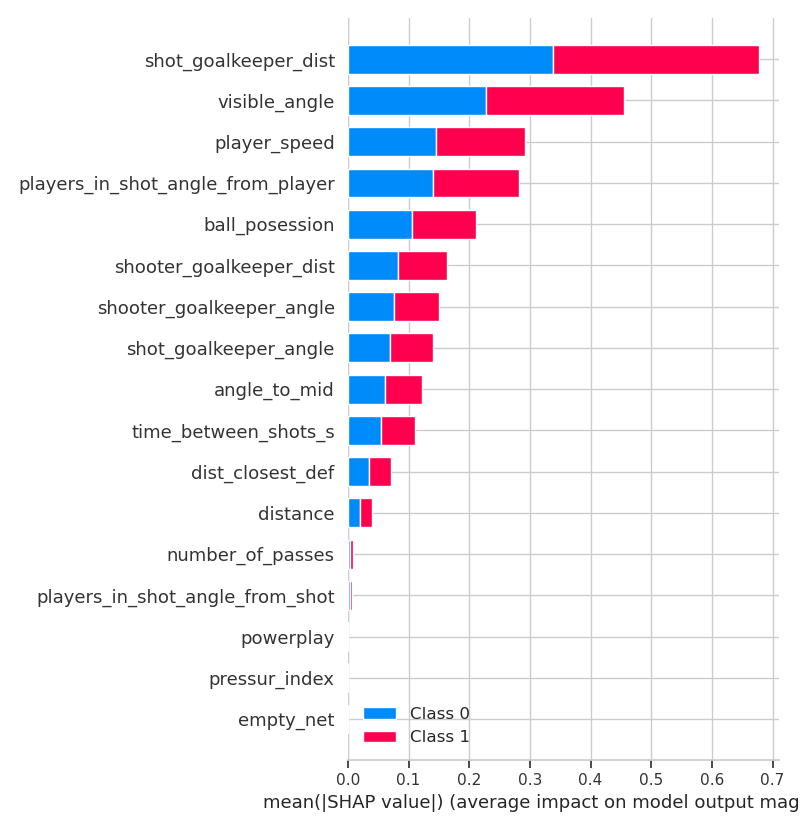 shot_goalkeeper_dist
visible_angle
player_speed
players_in_shot_angle_from_player
ball_posession
shooter_goalkeeper_dist
shooter_goalkeeper_angle
shot_goalkeeper_angle
angle_to_mid
time_between_shots_s
dist_closest_def
distance
number_of_passes
players_in_shot_angle_from_shot
powerplay
pressur_index
empty_net
Class 0
Class 1
0.0 0.1 0.2 0.3 0.4 0.5 0.6 0.7
mean(|SHAP value|) (average impact on model output mag